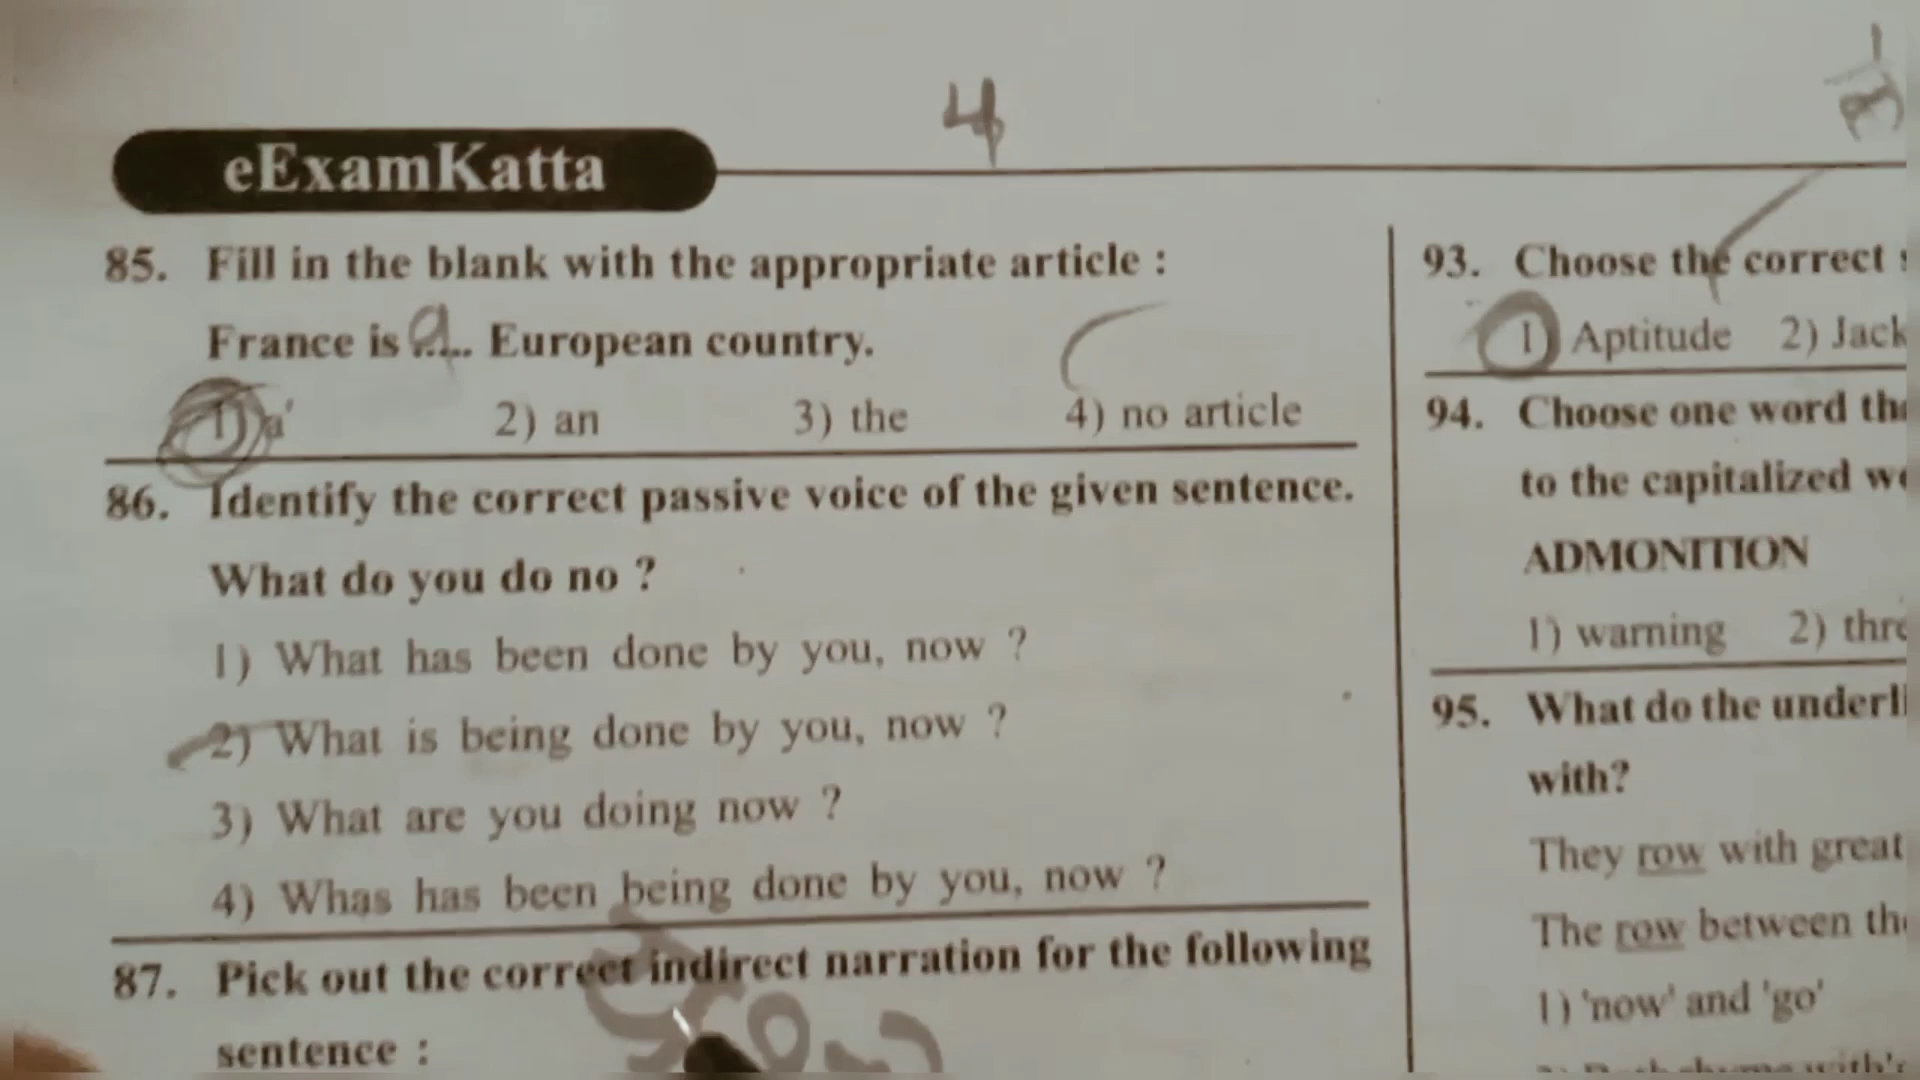 4
eExamKatta
85. Fill in the blank with the appropriate article :
France is a..... European country.
1) 'a'
2) an
3) the
4) no article
86. Identify the correct passive voice of the given sentence.
What do you do no ?
1) What has been done by you, now ?
2) What is being done by you, now ?
3) What are you doing now ?
4) Whas has been being done by you, now ?
87. Pick out the correct indirect narration for the following
sentence :
93. Choose the correct
1) Aptitude 2) Jack
94. Choose one word
to the capitalized
ADMONITION
1) warning 2)
95. What do the
with?
They row with great
The row between
1) 'now' and 'go'